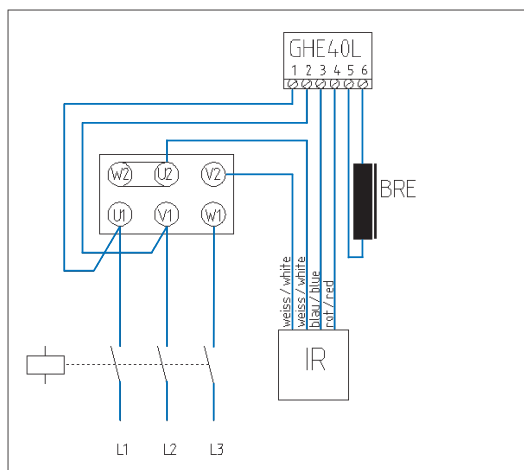 GHE40L
1 2 3 4 5 6
W2 U2 V2
BRE
U1 V1 W1
weiss/white
weiss/white
blau/blue
rot/red
IR
L1 L2 L3